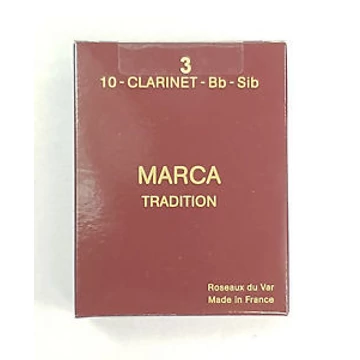 3
10 - CLARINET - Bb - Sib
MARCA
TRADITION
Roseaux du Var
Made in France